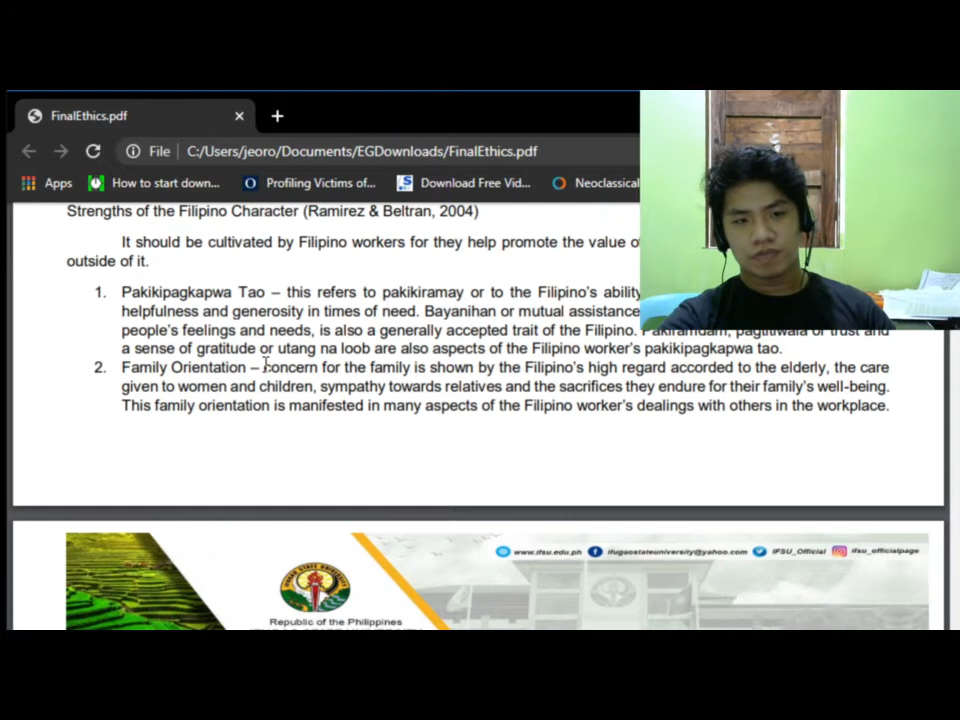 FinalEthics.pdf
File C:/Users/jeoro/Documents/EGDownloads/FinalEthics.pdf
Apps How to start down... Profiling Victims of... Download Free Vid... Neoclassical
Strengths of the Filipino Character (Ramirez & Beltran, 2004)
It should be cultivated by Filipino workers for they help promote the value
outside of it.
1. Pakikipagkapwa Tao – this refers to pakikiramay or to the Filipino's ability
helpfulness and generosity in times of need. Bayanihan or mutual assistance
people's feelings and needs, is also a generally accepted trait of the Filipino. Pakiramdam, pagtitiwala or trust and
a sense of gratitude or utang na loob are also aspects of the Filipino worker's pakikipagkapwa tao.
2. Family Orientation – concern for the family is shown by the Filipino's high regard accorded to the elderly, the care
given to women and children, sympathy towards relatives and the sacrifices they endure for their family's well-being.
This family orientation is manifested in many aspects of the Filipino worker's dealings with others in the workplace.
www.ifsu.edu.ph ifugaostateuniversity@yahoo.com IFSU_Official ifsu_officialpage
Republic of the Philippines